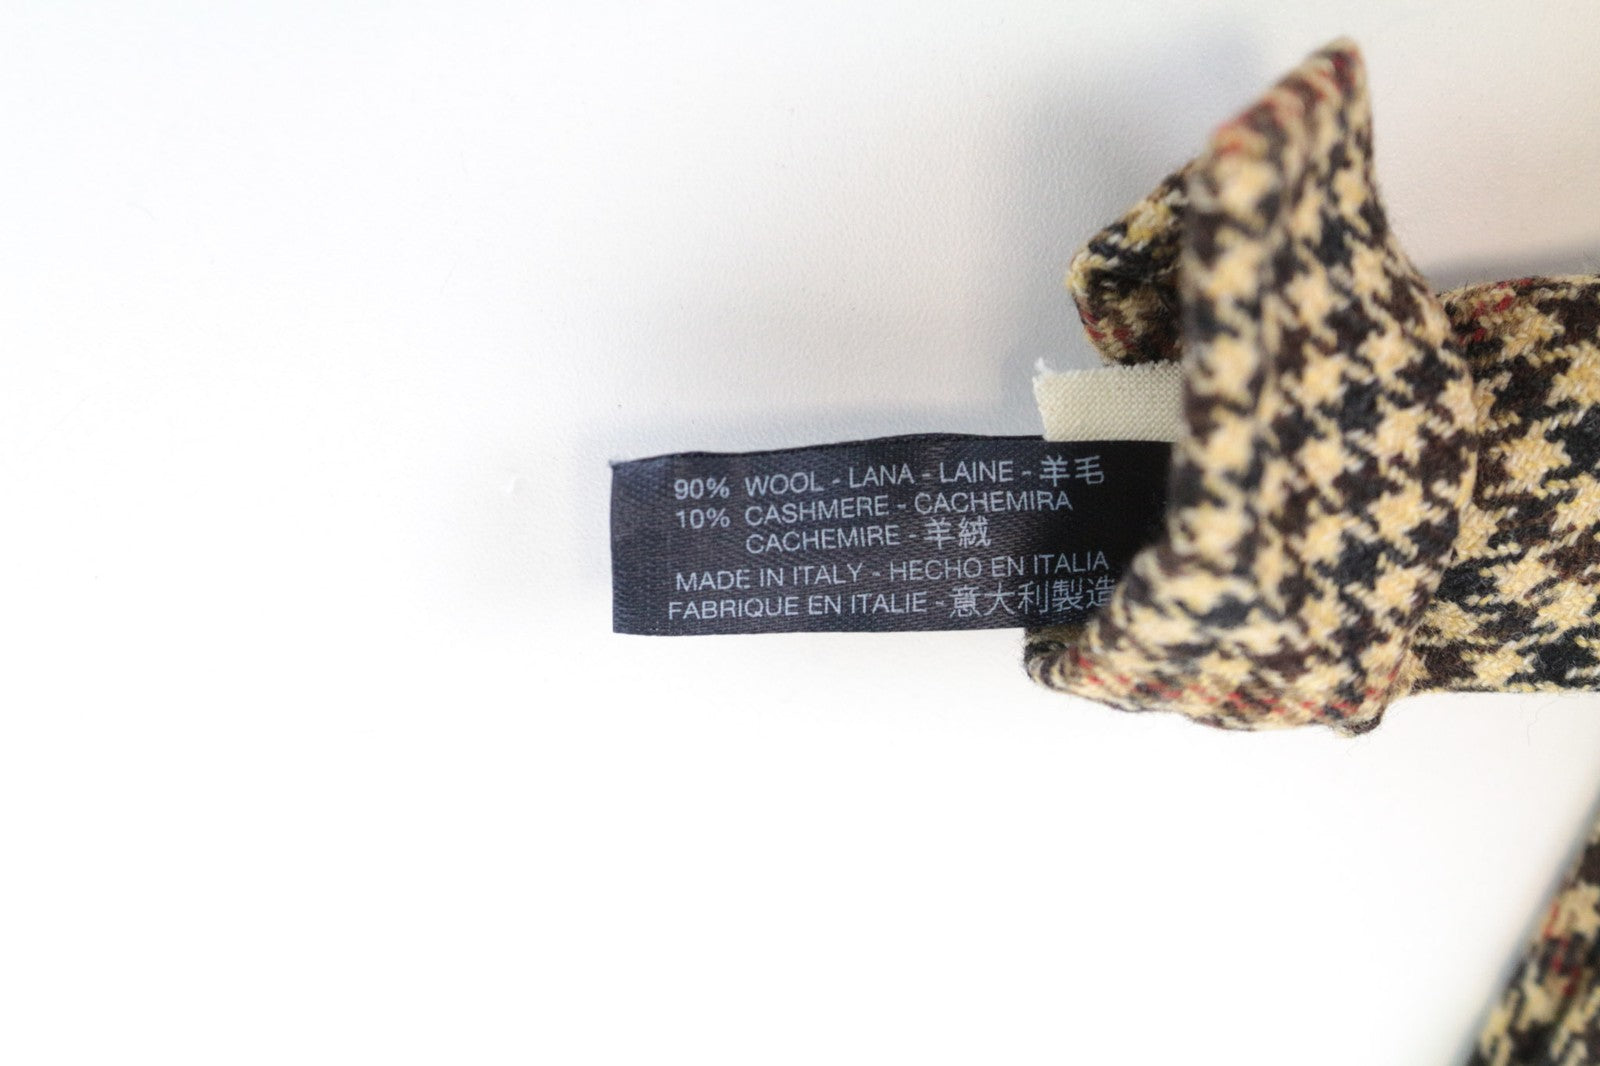 90% WOOL - LANA - LAINE - 羊毛
10% CASHMERE - CACHEMIRA
CACHEMIRE - 羊絨
MADE IN ITALY - HECHO EN ITALIA
FABRIQUE EN ITALIE - 意大利製造